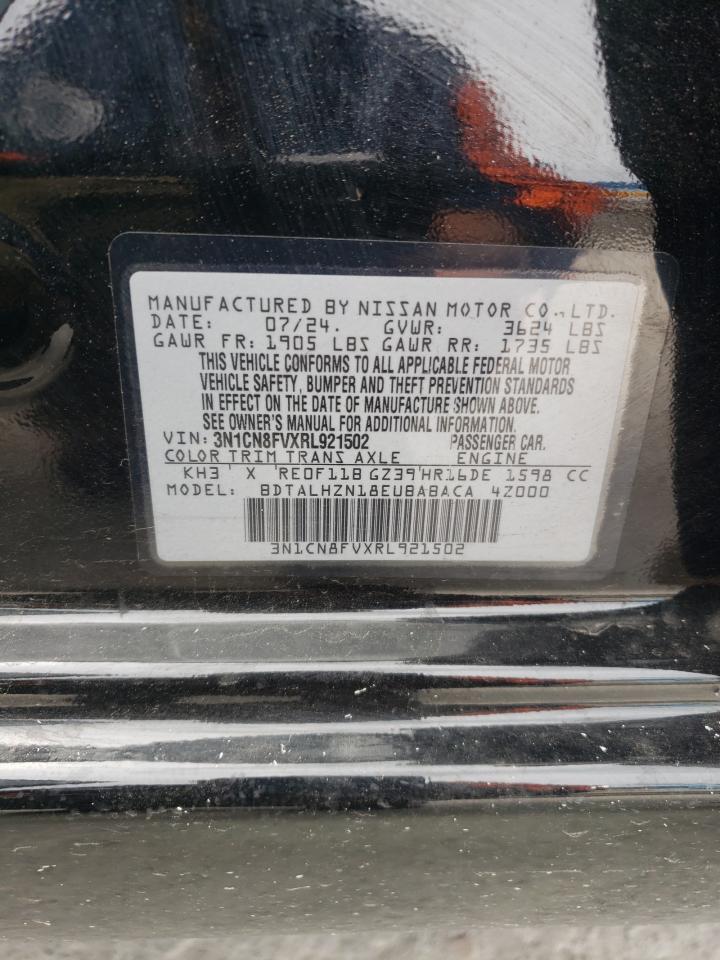 MANUFACTURED BY NISSAN MOTOR CO., LTD.
DATE: 07/24. GVWR: 3624 LBS
GAWR FR: 1905 LBS GAWR RR: 1735 LBS
THIS VEHICLE CONFORMS TO ALL APPLICABLE FEDERAL MOTOR
VEHICLE SAFETY, BUMPER AND THEFT PREVENTION STANDARDS
IN EFFECT ON THE DATE OF MANUFACTURE SHOWN ABOVE.
SEE OWNER'S MANUAL FOR ADDITIONAL INFORMATION.
VIN: 3N1CN8FVXRL921502 PASSENGER CAR.
COLOR TRIM TRANS AXLE ENGINE
KH3 X RE0F11B GZ39 HR16DE 1598 CC
MODEL: BDTALHZN18EUBABACA 4Z000
3N1CN8FVXRL921502